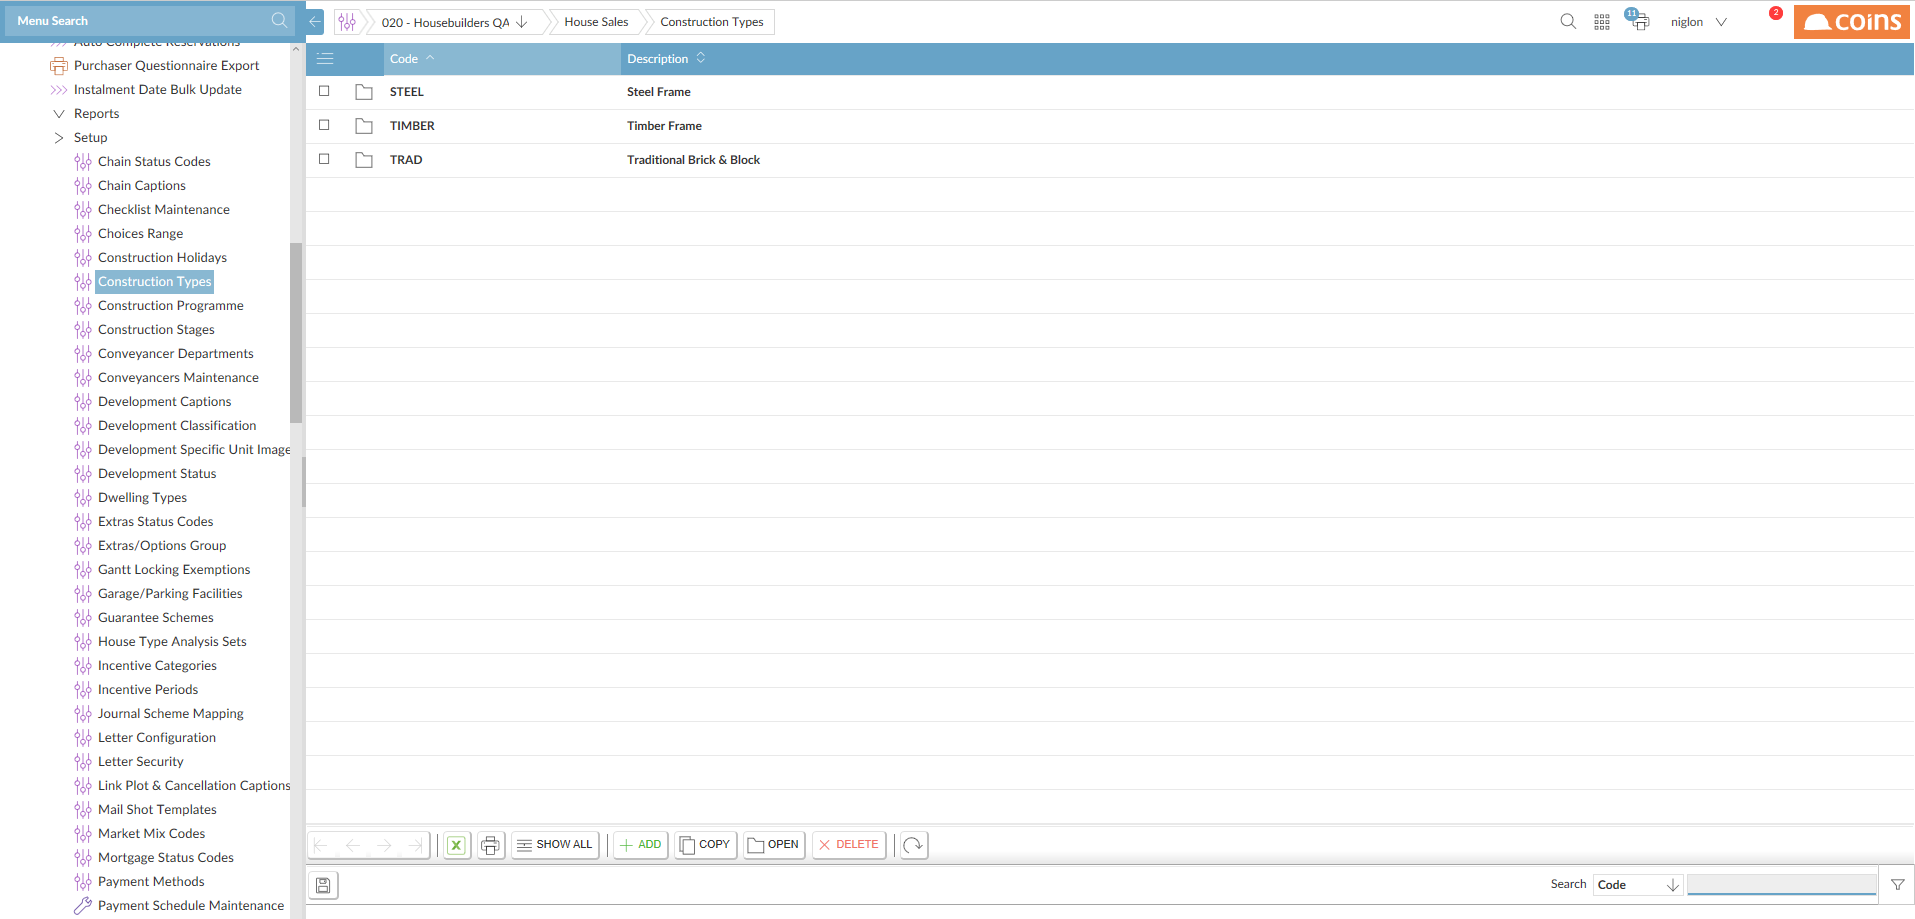 Menu Search
020 - Housebuilders QA
House Sales
Construction Types
11
niglon
2
coins
Auto Complete Reservations
Purchaser Questionnaire Export
Instalment Date Bulk Update
Reports
Setup
Chain Status Codes
Chain Captions
Checklist Maintenance
Choices Range
Construction Holidays
Construction Types
Construction Programme
Construction Stages
Conveyancer Departments
Conveyancers Maintenance
Development Captions
Development Classification
Development Specific Unit Image
Development Status
Dwelling Types
Extras Status Codes
Extras/Options Group
Gantt Locking Exemptions
Garage/Parking Facilities
Guarantee Schemes
House Type Analysis Sets
Incentive Categories
Incentive Periods
Journal Scheme Mapping
Letter Configuration
Letter Security
Link Plot & Cancellation Captions
Mail Shot Templates
Market Mix Codes
Mortgage Status Codes
Payment Methods
Payment Schedule Maintenance
Code Description
STEEL Steel Frame
TIMBER Timber Frame
TRAD Traditional Brick & Block
SHOW ALL ADD COPY OPEN DELETE
Search Code